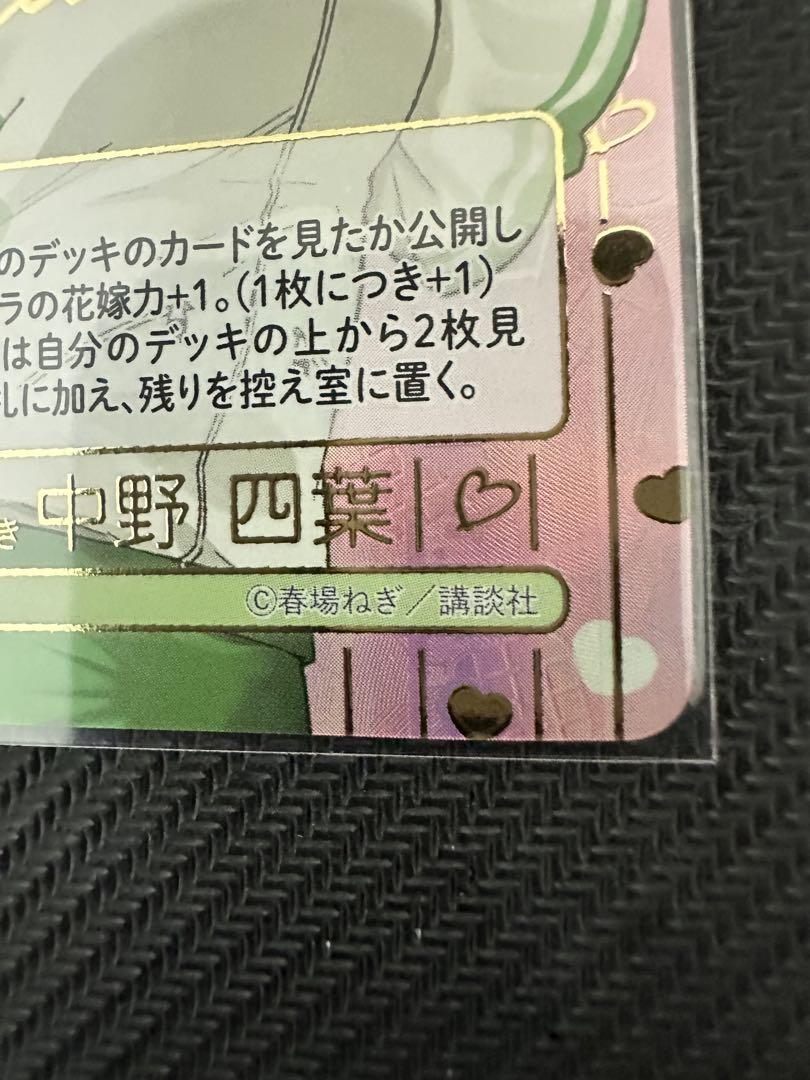 のデッキのカードを見たか公開し
ラの花嫁力+1。(1枚につき+1)
は自分のデッキの上から2枚見
札に加え、残りを控え室に置く。
き 中野 四葉
©春場ねぎ／講談社